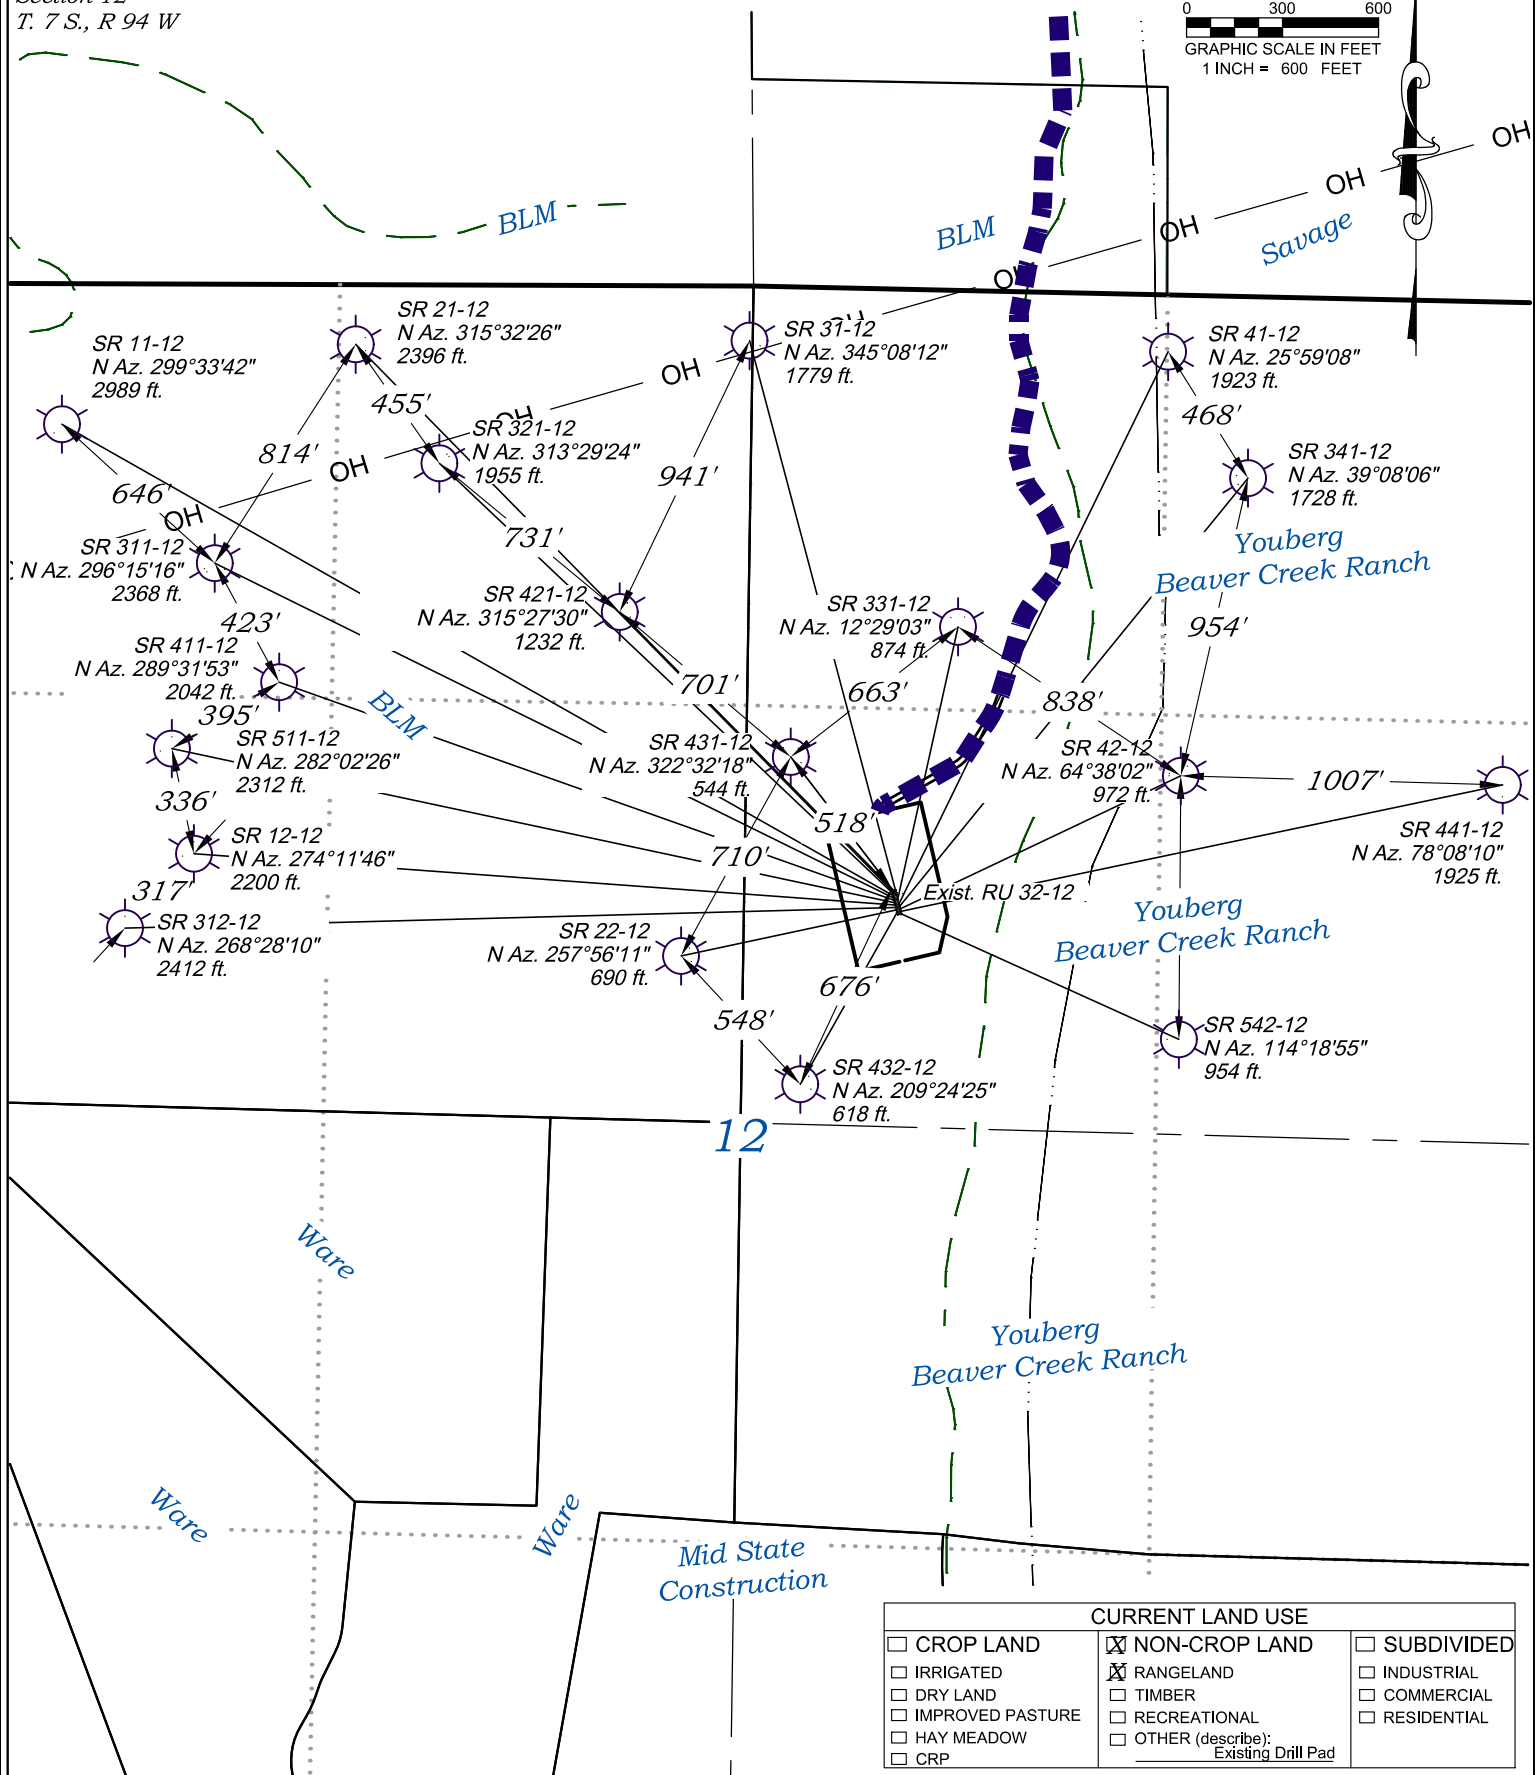 T. 7 S., R 94 W
0 300 600
GRAPHIC SCALE IN FEET
1 INCH = 600 FEET
OH
OH
OH
BLM
BLM
Savage
SR 11-12
N Az. 299°33'42"
2989 ft.
SR 21-12
N Az. 315°32'26"
2396 ft.
OH
SR 31-12
N Az. 345°08'12"
1779 ft.
SR 41-12
N Az. 25°59'08"
1923 ft.
455'
OH
468'
814'
OH
SR 321-12
N Az. 313°29'24"
1955 ft.
941'
SR 341-12
N Az. 39°08'06"
1728 ft.
646'
OH
731'
SR 311-12
N Az. 296°15'16"
2368 ft.
Youberg
Beaver Creek Ranch
SR 421-12
N Az. 315°27'30"
1232 ft.
SR 331-12
N Az. 12°29'03"
874 ft.
423'
954'
SR 411-12
N Az. 289°31'53"
2042 ft.
701'
663'
838'
395'
BLM
SR 511-12
N Az. 282°02'26"
2312 ft.
SR 431-12
N Az. 322°32'18"
544 ft.
SR 42-12
N Az. 64°38'02"
972 ft.
1007'
336'
518'
SR 12-12
N Az. 274°11'46"
2200 ft.
710'
SR 441-12
N Az. 78°08'10"
1925 ft.
317'
Exist. RU 32-12
SR 312-12
N Az. 268°28'10"
2412 ft.
SR 22-12
N Az. 257°56'11"
690 ft.
Youberg
Beaver Creek Ranch
676'
548'
SR 542-12
N Az. 114°18'55"
954 ft.
SR 432-12
N Az. 209°24'25"
618 ft.
12
Ware
Youberg
Beaver Creek Ranch
Ware
Ware
Mid State
Construction
CURRENT LAND USE
CROP LAND
IRRIGATED
DRY LAND
IMPROVED PASTURE
HAY MEADOW
CRP
X NON-CROP LAND
X RANGELAND
TIMBER
RECREATIONAL
OTHER (describe):
Existing Drill Pad
SUBDIVIDED
INDUSTRIAL
COMMERCIAL
RESIDENTIAL